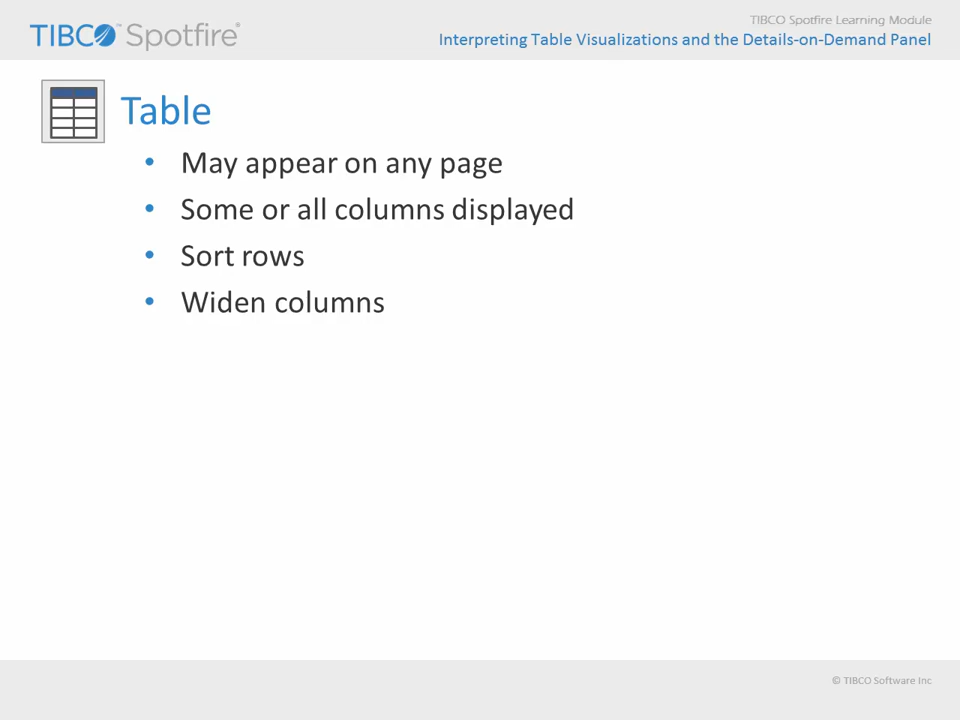 TIBCO Spotfire Learning Module
TIBCO™ Spotfire®
Interpreting Table Visualizations and the Details-on-Demand Panel
Table
• May appear on any page
• Some or all columns displayed
• Sort rows
• Widen columns
© TIBCO Software Inc